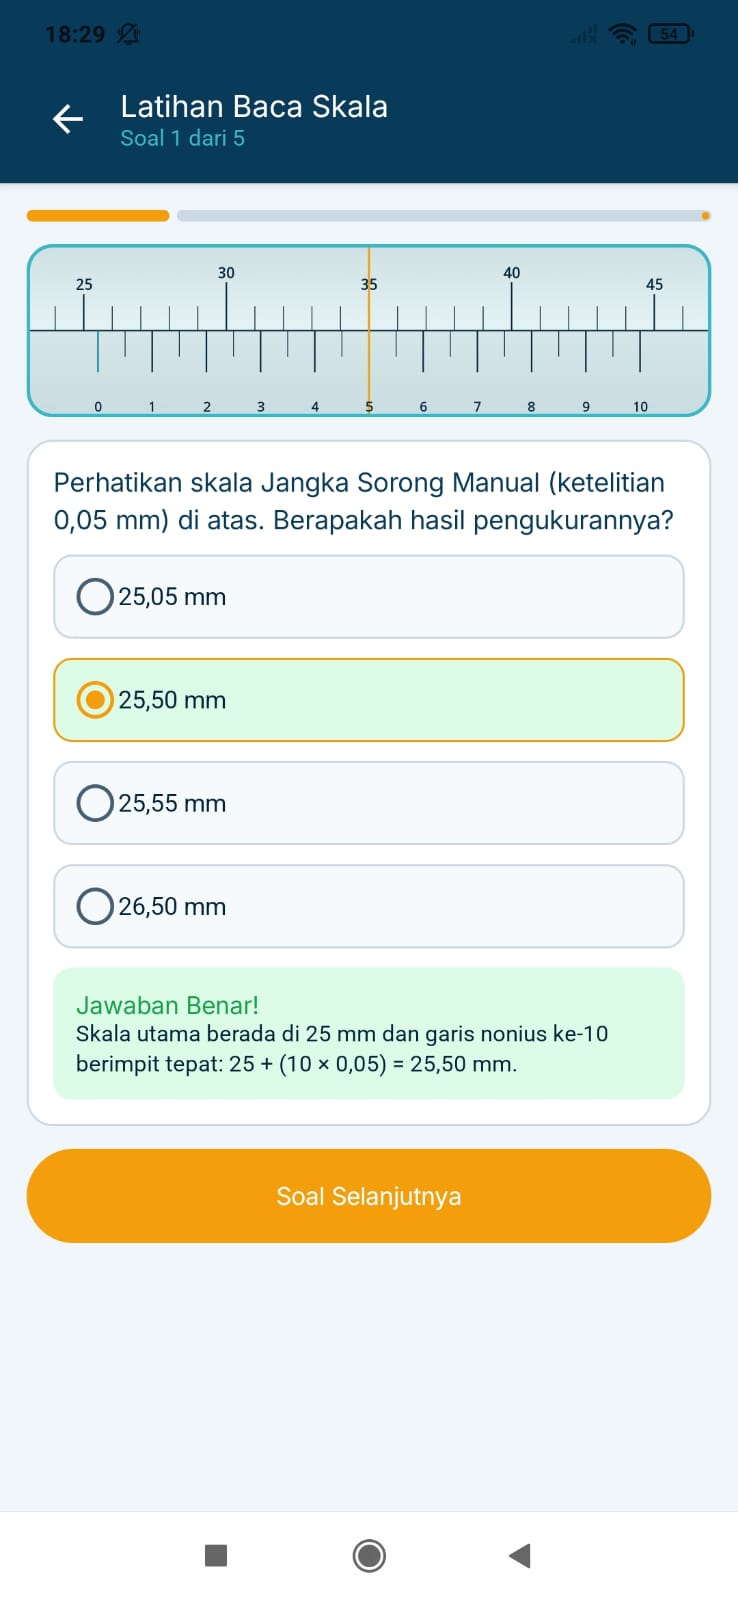 18:29
54
Latihan Baca Skala
Soal 1 dari 5
25 30 35 40 45
0 1 2 3 4 5 6 7 8 9 10
Perhatikan skala Jangka Sorong Manual (ketelitian
0,05 mm) di atas. Berapakah hasil pengukurannya?
25,05 mm
25,50 mm
25,55 mm
26,50 mm
Jawaban Benar!
Skala utama berada di 25 mm dan garis nonius ke-10
berimpit tepat: 25 + (10 × 0,05) = 25,50 mm.
Soal Selanjutnya